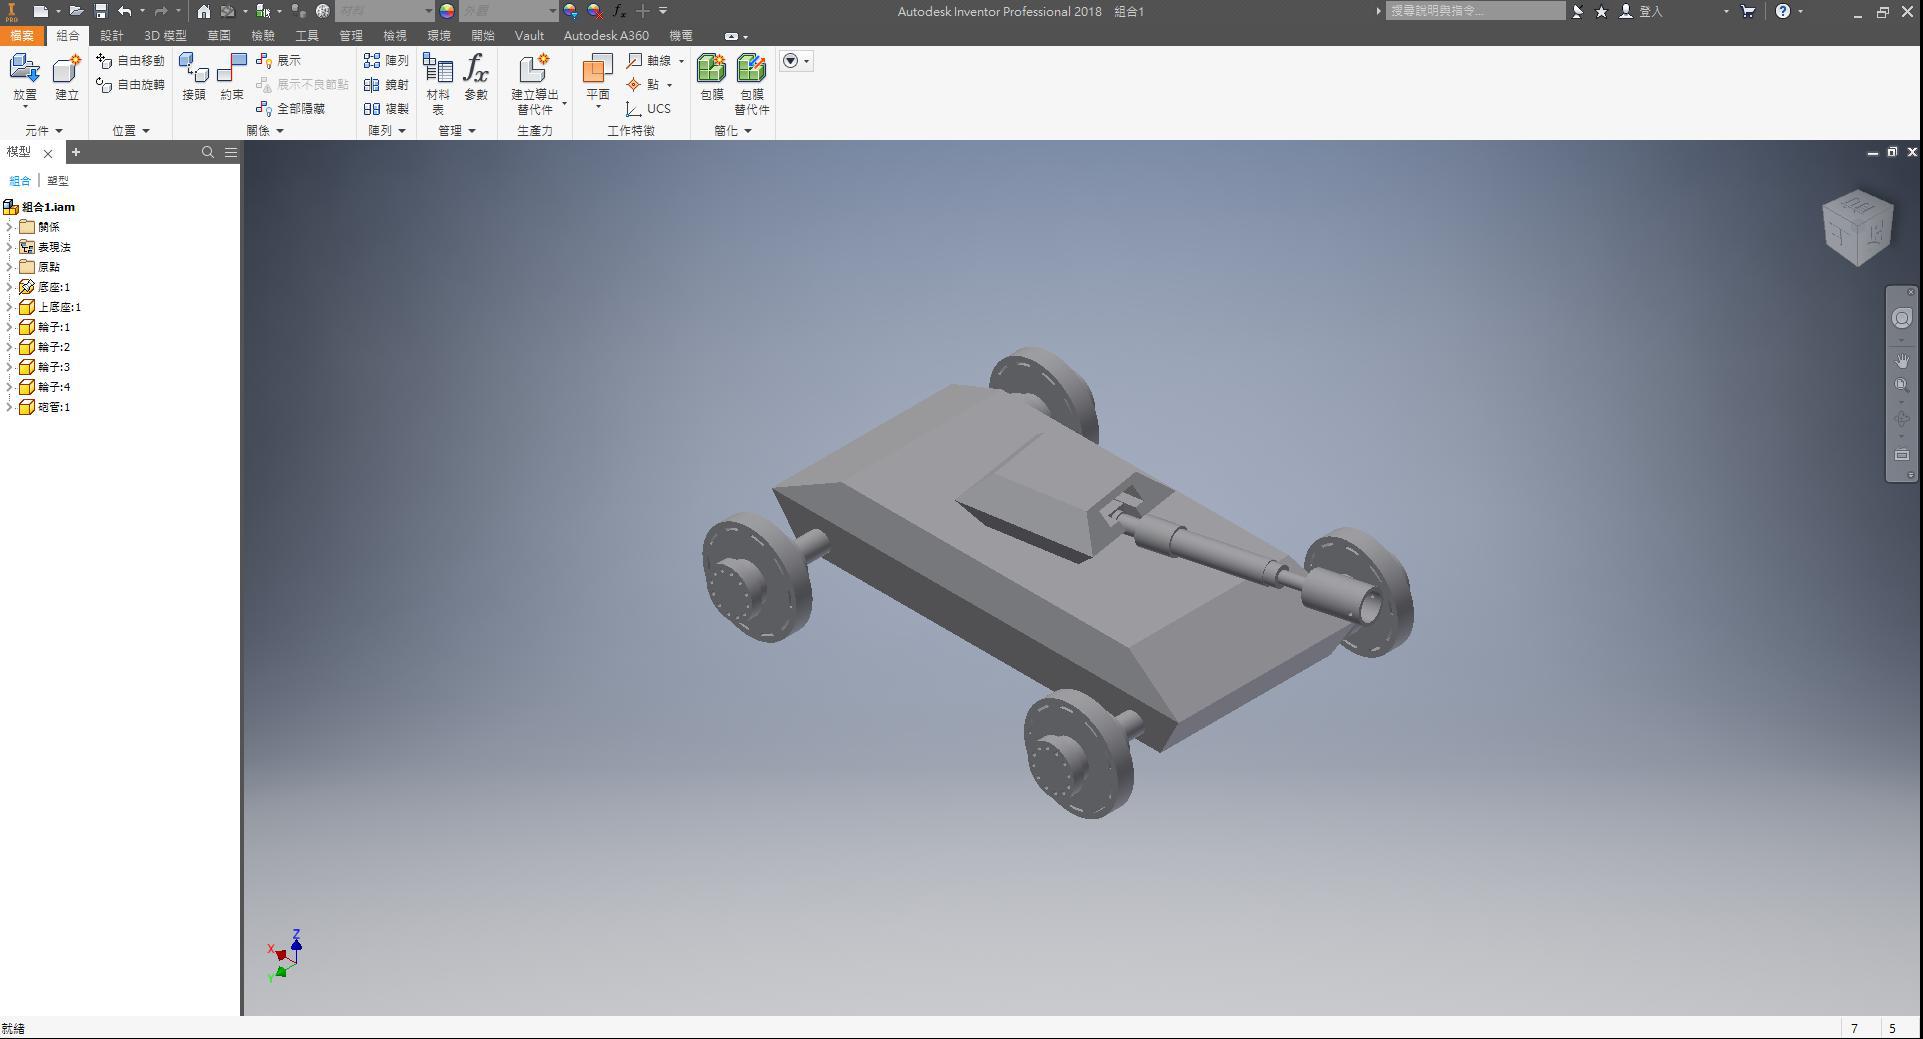 PRO
材料
外觀
fx
Autodesk Inventor Professional 2018 組合1
搜尋說明與指令...
登入
檔案 組合 設計 3D 模型 草圖 檢驗 工具 管理 檢視 環境 開始 Vault Autodesk A360 機電
放置
建立
自由移動
自由旋轉
接頭
約束
展示
展示不良節點
全部隱藏
陣列
鏡射
複製
材料表
fx
參數
建立導出替代件
平面
軸線
點
UCS
包膜
包膜替代件
元件 位置 關係 陣列 管理 生產力 工作特徵 簡化
模型
組合 | 塑型
組合1.iam
關係
表現法
原點
底座:1
上底座:1
輪子:1
輪子:2
輪子:3
輪子:4
砲管:1
Z
X
Y
就緒
7 5